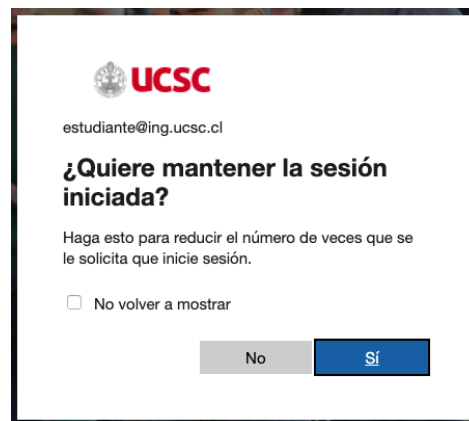 UCSC
estudiante@ing.ucsc.cl
¿Quiere mantener la sesión
iniciada?
Haga esto para reducir el número de veces que se
le solicita que inicie sesión.
No volver a mostrar
No
Sí